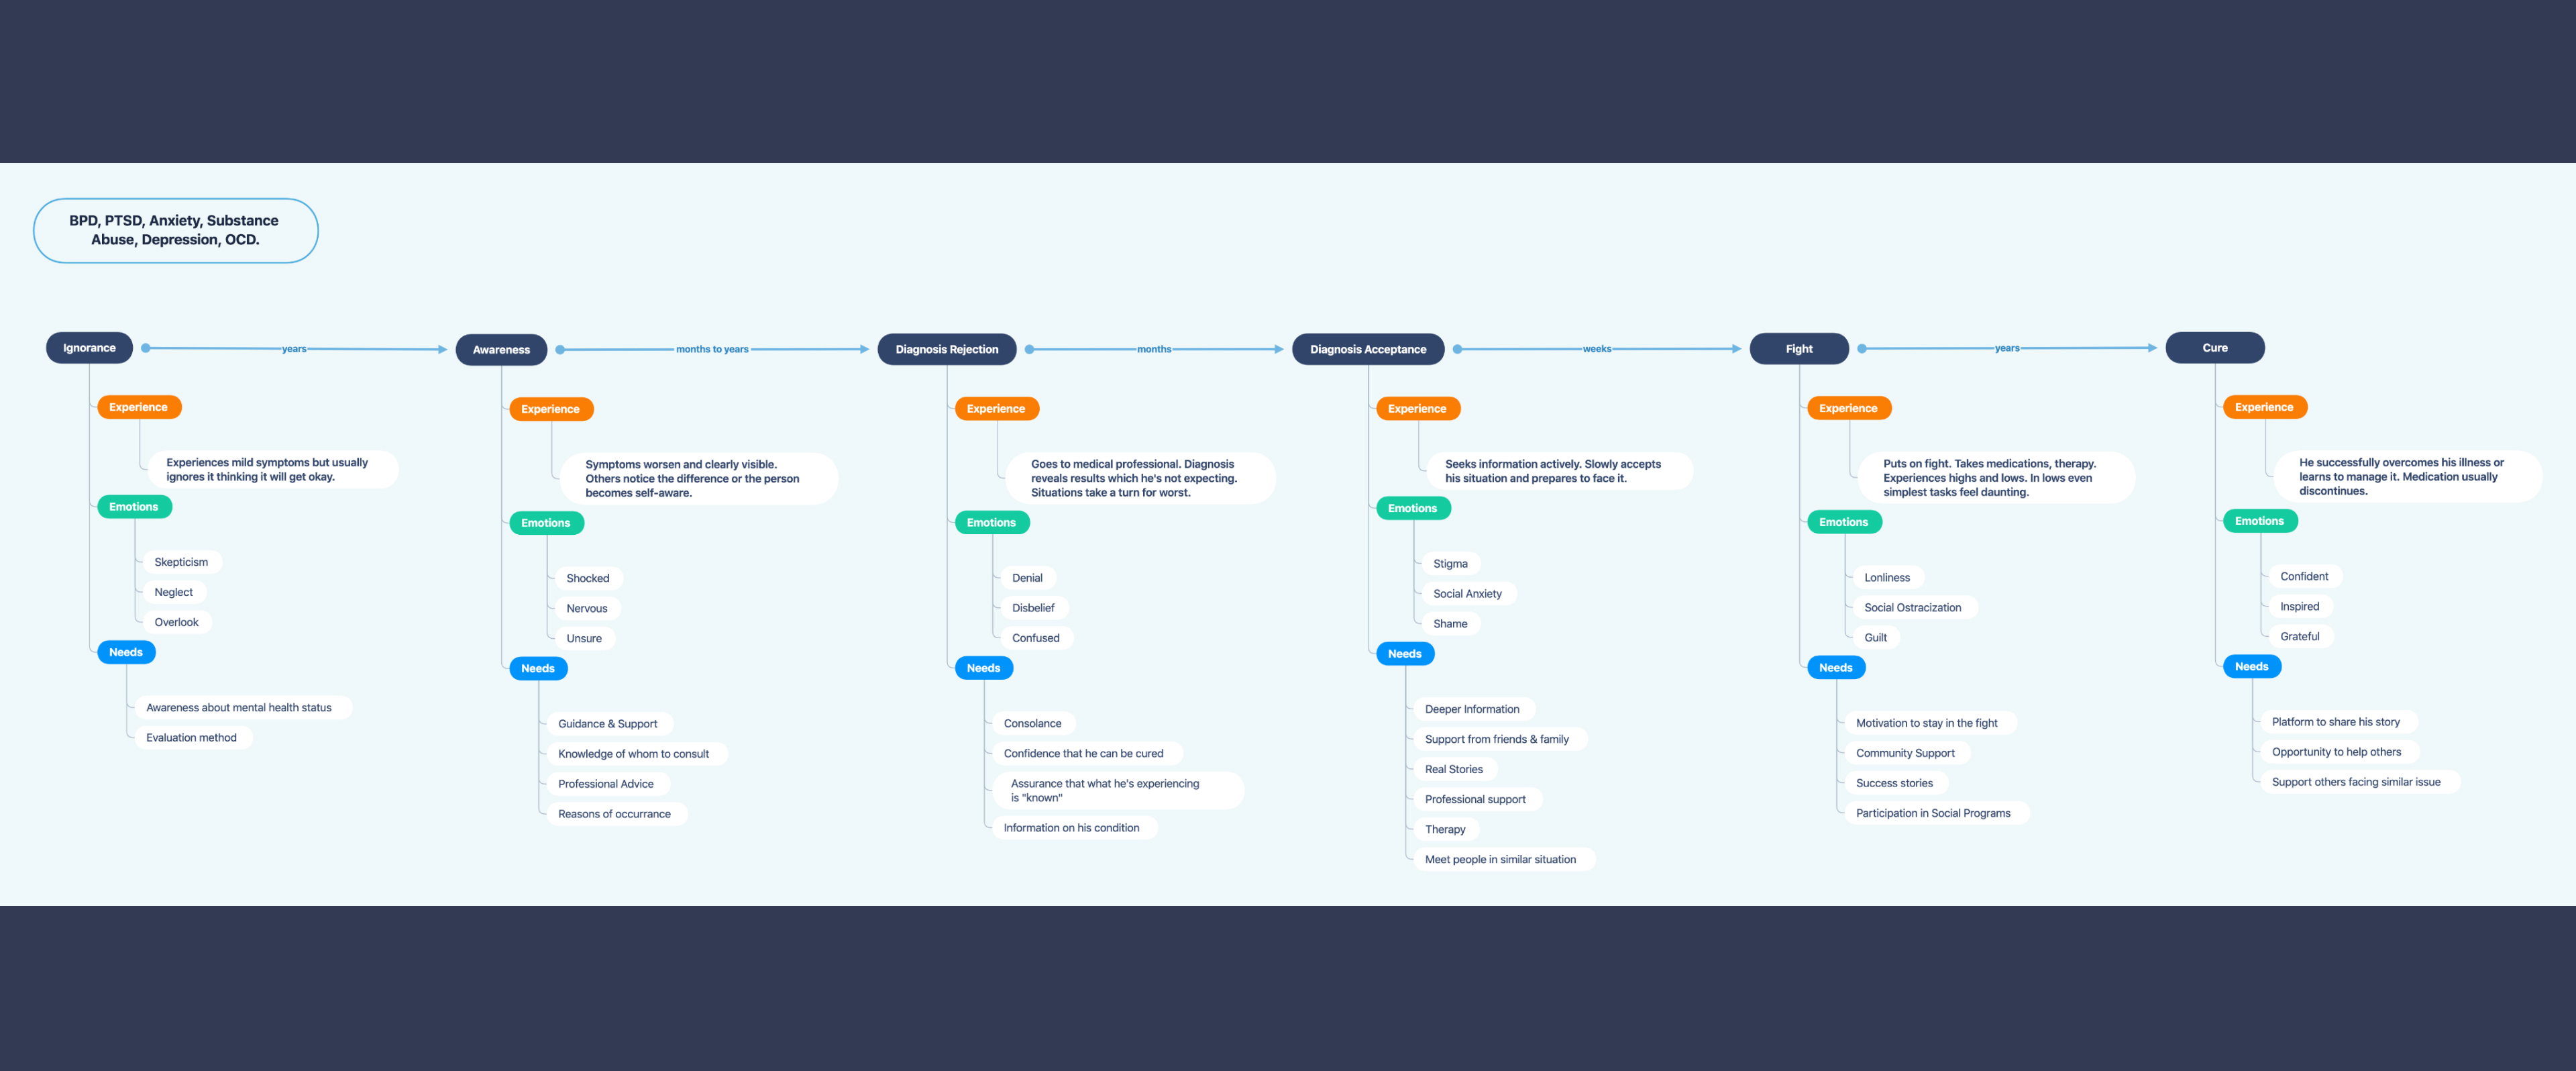 BPD, PTSD, Anxiety, Substance
Abuse, Depression, OCD.
Ignorance
years
Awareness
months to years
Diagnosis Rejection
months
Diagnosis Acceptance
weeks
Fight
years
Cure
Experience
Experiences mild symptoms but usually
ignores it thinking it will get okay.
Emotions
Skepticism
Neglect
Overlook
Needs
Awareness about mental health status
Evaluation method
Experience
Symptoms worsen and clearly visible.
Others notice the difference or the person
becomes self-aware.
Emotions
Shocked
Nervous
Unsure
Needs
Guidance & Support
Knowledge of whom to consult
Professional Advice
Reasons of occurrance
Experience
Goes to medical professional. Diagnosis
reveals results which he's not expecting.
Situations take a turn for worst.
Emotions
Denial
Disbelief
Confused
Needs
Consolance
Confidence that he can be cured
Assurance that what he's experiencing
is "known"
Information on his condition
Experience
Seeks information actively. Slowly accepts
his situation and prepares to face it.
Emotions
Stigma
Social Anxiety
Shame
Needs
Deeper Information
Support from friends & family
Real Stories
Professional support
Therapy
Meet people in similar situation
Experience
Puts on fight. Takes medications, therapy.
Experiences highs and lows. In lows even
simplest tasks feel daunting.
Emotions
Lonliness
Social Ostracization
Guilt
Needs
Motivation to stay in the fight
Community Support
Success stories
Participation in Social Programs
Experience
He successfully overcomes his illness or
learns to manage it. Medication usually
discontinues.
Emotions
Confident
Inspired
Grateful
Needs
Platform to share his story
Opportunity to help others
Support others facing similar issue